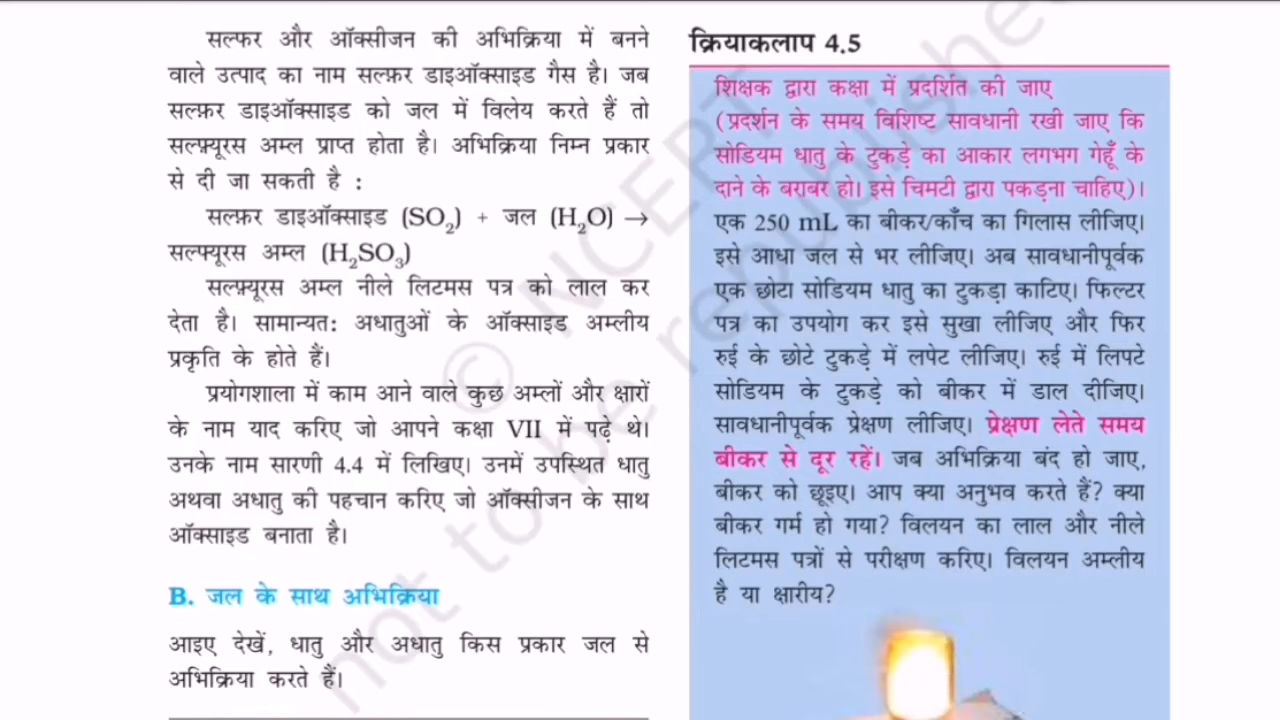 सल्फर और ऑक्सीजन की अभिक्रिया में बनने
वाले उत्पाद का नाम सल्फ़र डाइऑक्साइड गैस है। जब
सल्फ़र डाइऑक्साइड को जल में विलेय करते हैं तो
सल्फ़्यूरस अम्ल प्राप्त होता है। अभिक्रिया निम्न प्रकार
से दी जा सकती है :
सल्फ़र डाइऑक्साइड (SO₂) + जल (H₂O) →
सल्फ्यूरस अम्ल (H₂SO₃)
सल्फ़्यूरस अम्ल नीले लिटमस पत्र को लाल कर
देता है। सामान्यत: अधातुओं के ऑक्साइड अम्लीय
प्रकृति के होते हैं।
प्रयोगशाला में काम आने वाले कुछ अम्लों और क्षारों
के नाम याद करिए जो आपने कक्षा VII में पढ़े थे।
उनके नाम सारणी 4.4 में लिखिए। उनमें उपस्थित धातु
अथवा अधातु की पहचान करिए जो ऑक्सीजन के साथ
ऑक्साइड बनाता है।
B. जल के साथ अभिक्रिया
आइए देखें, धातु और अधातु किस प्रकार जल से
अभिक्रिया करते हैं।
क्रियाकलाप 4.5
शिक्षक द्वारा कक्षा में प्रदर्शित की जाए
(प्रदर्शन के समय विशिष्ट सावधानी रखी जाए कि
सोडियम धातु के टुकड़े का आकार लगभग गेहूँ के
दाने के बराबर हो। इसे चिमटी द्वारा पकड़ना चाहिए)।
एक 250 mL का बीकर/काँच का गिलास लीजिए।
इसे आधा जल से भर लीजिए। अब सावधानीपूर्वक
एक छोटा सोडियम धातु का टुकड़ा काटिए। फिल्टर
पत्र का उपयोग कर इसे सुखा लीजिए और फिर
रुई के छोटे टुकड़े में लपेट लीजिए। रुई में लिपटे
सोडियम के टुकड़े को बीकर में डाल दीजिए।
सावधानीपूर्वक प्रेक्षण लीजिए। प्रेक्षण लेते समय
बीकर से दूर रहें। जब अभिक्रिया बंद हो जाए,
बीकर को छूइए। आप क्या अनुभव करते हैं? क्या
बीकर गर्म हो गया? विलयन का लाल और नीले
लिटमस पत्रों से परीक्षण करिए। विलयन अम्लीय
है या क्षारीय?
© NCERT
not to be republished